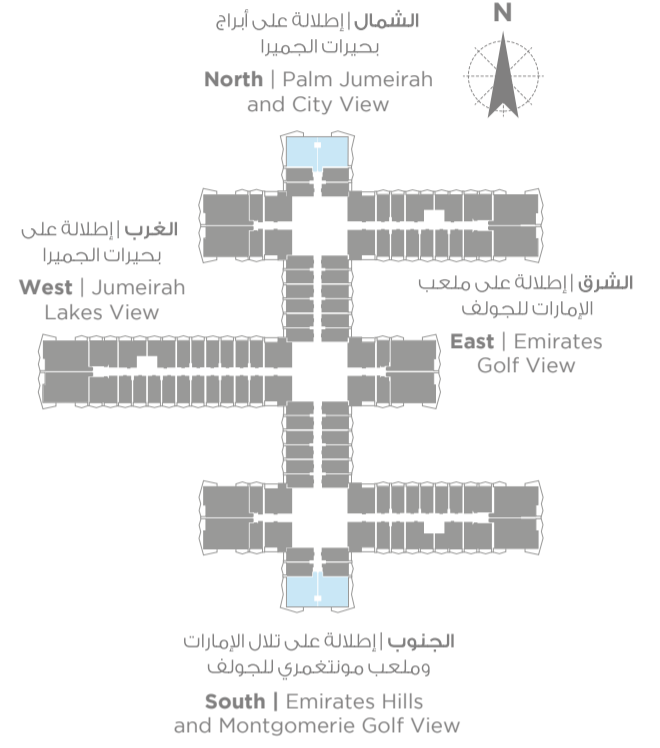 N
الشمال | إطلالة على أبراج
بحيرات الجميرا
North | Palm Jumeirah
and City View
الغرب | إطلالة على
بحيرات الجميرا
West | Jumeirah
Lakes View
الشرق | إطلالة على ملعب
الإمارات للجولف
East | Emirates
Golf View
الجنوب | إطلالة على تلال الإمارات
وملعب مونتغمري للجولف
South | Emirates Hills
and Montgomerie Golf View